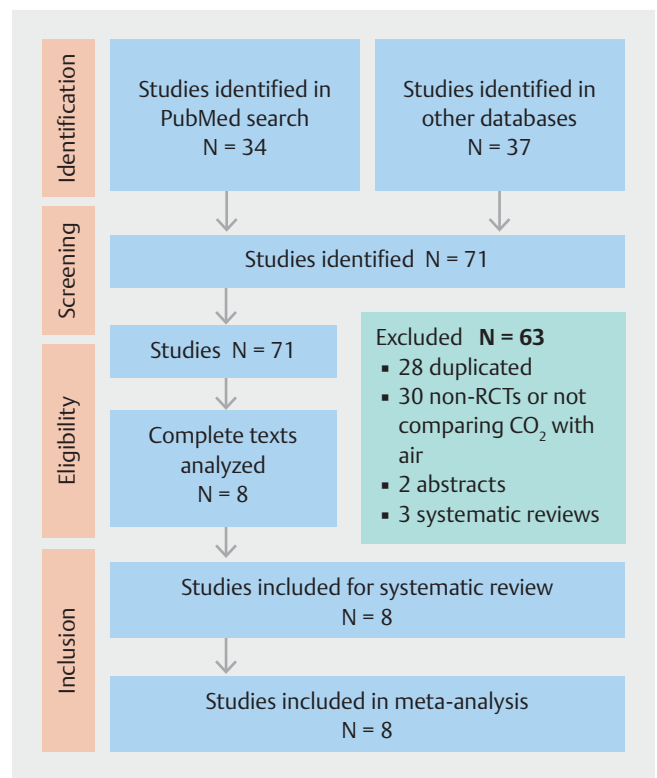 Identification
Studies identified in
PubMed search
N = 34
Studies identified in
other databases
N = 37
Screening
Studies identified N = 71
Studies N = 71
Excluded N = 63
▪ 28 duplicated
▪ 30 non-RCTs or not
comparing CO₂ with
air
▪ 2 abstracts
▪ 3 systematic reviews
Eligibility
Complete texts
analyzed
N = 8
Inclusion
Studies included for systematic review
N = 8
Studies included in meta-analysis
N = 8